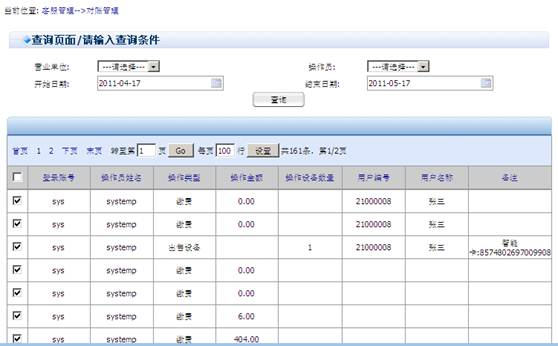 当前位置: 客服管理-->对账管理
查询页面/请输入查询条件
营业单位: ---请选择--- 操作员: ---请选择---
开始日期: 2011-04-17 结束日期: 2011-05-17
查询
首页 1 2 下页 末页 转至第 1 页 Go 每页 100 行 设置 共161条, 第1/2页
登录账号 操作员姓名 操作类型 操作金额 操作设备数量 用户编号 用户名称 备注
sys systemp 缴费 0.00 21000008 张三
sys systemp 缴费 0.00 21000008 张三
sys systemp 出售设备 1 21000008 张三 智能
卡:8574802697009908
sys systemp 缴费 0.00
sys systemp 缴费 0.00
sys systemp 缴费 6.00
sys systemp 缴费 404.00